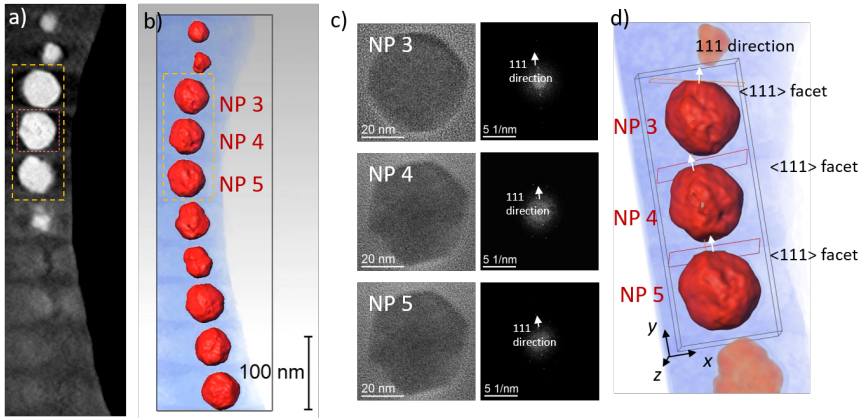 a)
b)
NP 3
NP 4
NP 5
100 nm
c)
NP 3
20 nm
111
direction
5 1/nm
NP 4
20 nm
111
direction
5 1/nm
NP 5
20 nm
111
direction
5 1/nm
d)
111 direction
<111> facet
NP 3
<111> facet
NP 4
<111> facet
NP 5
y
x
z